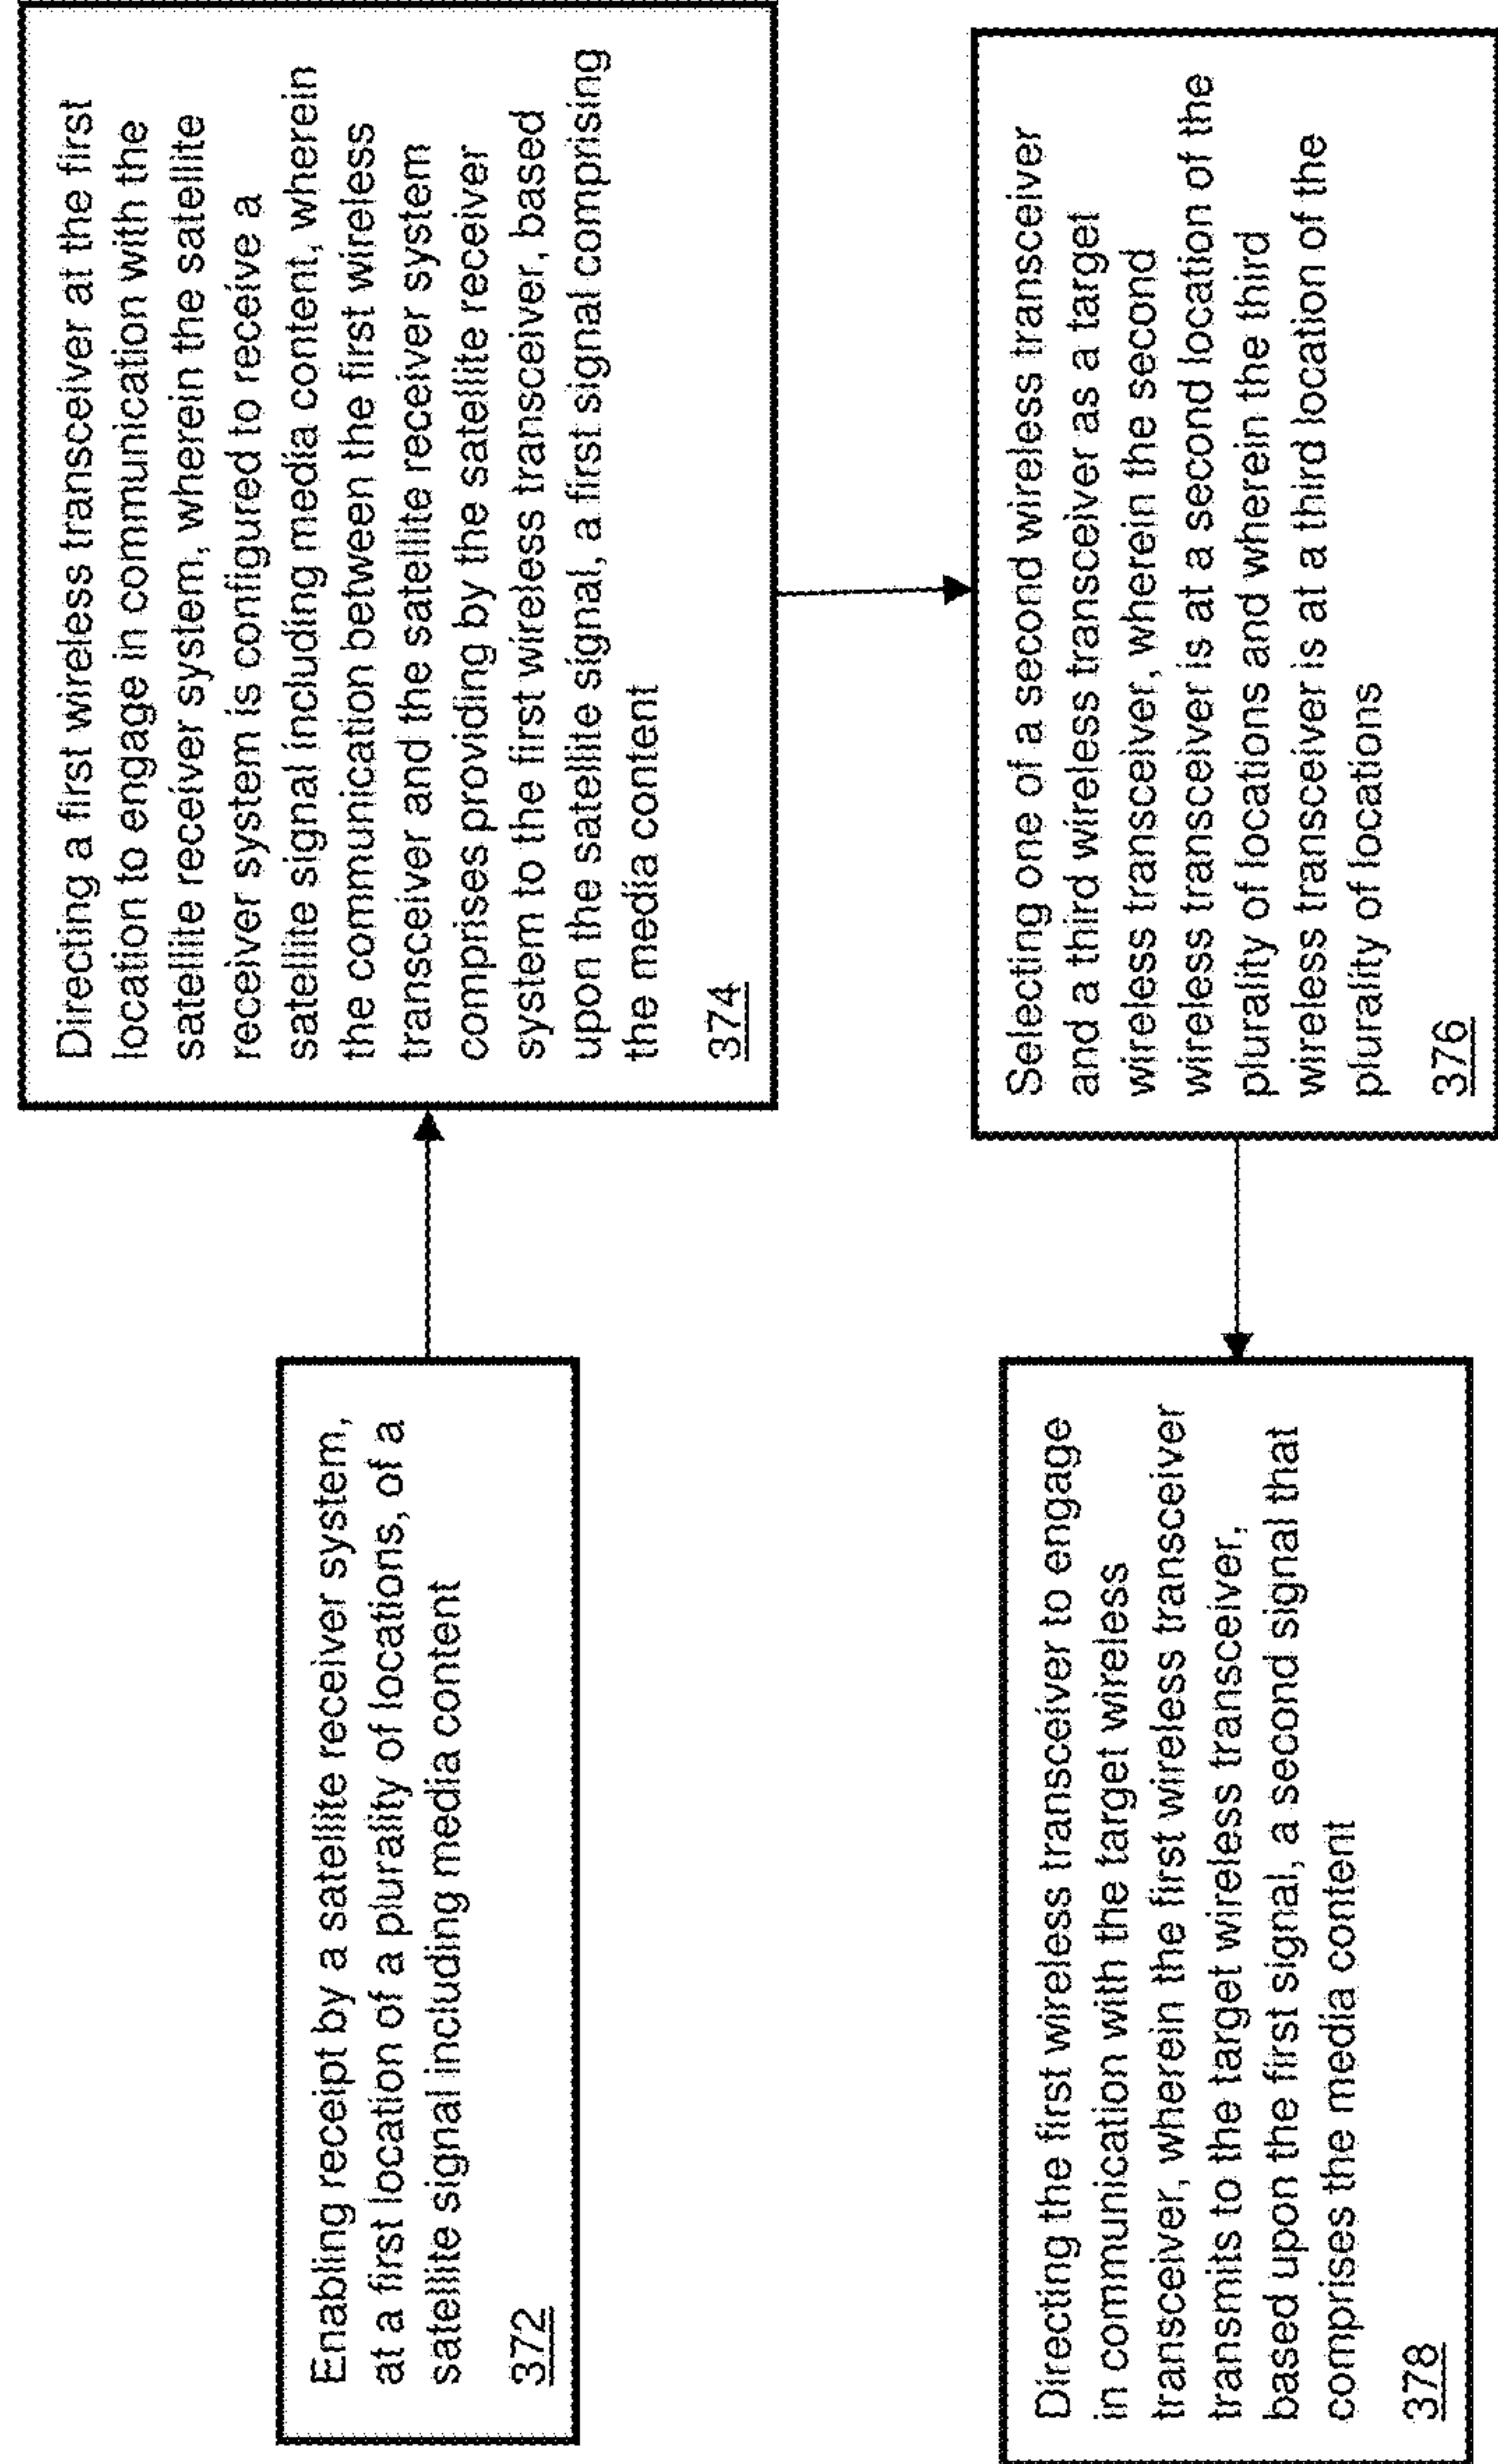 Enabling receipt by a satellite receiver system,
at a first location of a plurality of locations, of a
satellite signal including media content
372
Directing a first wireless transceiver at the first
location to engage in communication with the
satellite receiver system, wherein the satellite
receiver system is configured to receive a
satellite signal including media content, wherein
the communication between the first wireless
transceiver and the satellite receiver system
comprises providing by the satellite receiver
system to the first wireless transceiver, based
upon the satellite signal, a first signal comprising
the media content
374
Selecting one of a second wireless transceiver
and a third wireless transceiver as a target
wireless transceiver, wherein the second
wireless transceiver is at a second location of the
plurality of locations and wherein the third
wireless transceiver is at a third location of the
plurality of locations
376
Directing the first wireless transceiver to engage
in communication with the target wireless
transceiver, wherein the first wireless transceiver
transmits to the target wireless transceiver,
based upon the first signal, a second signal that
comprises the media content
378